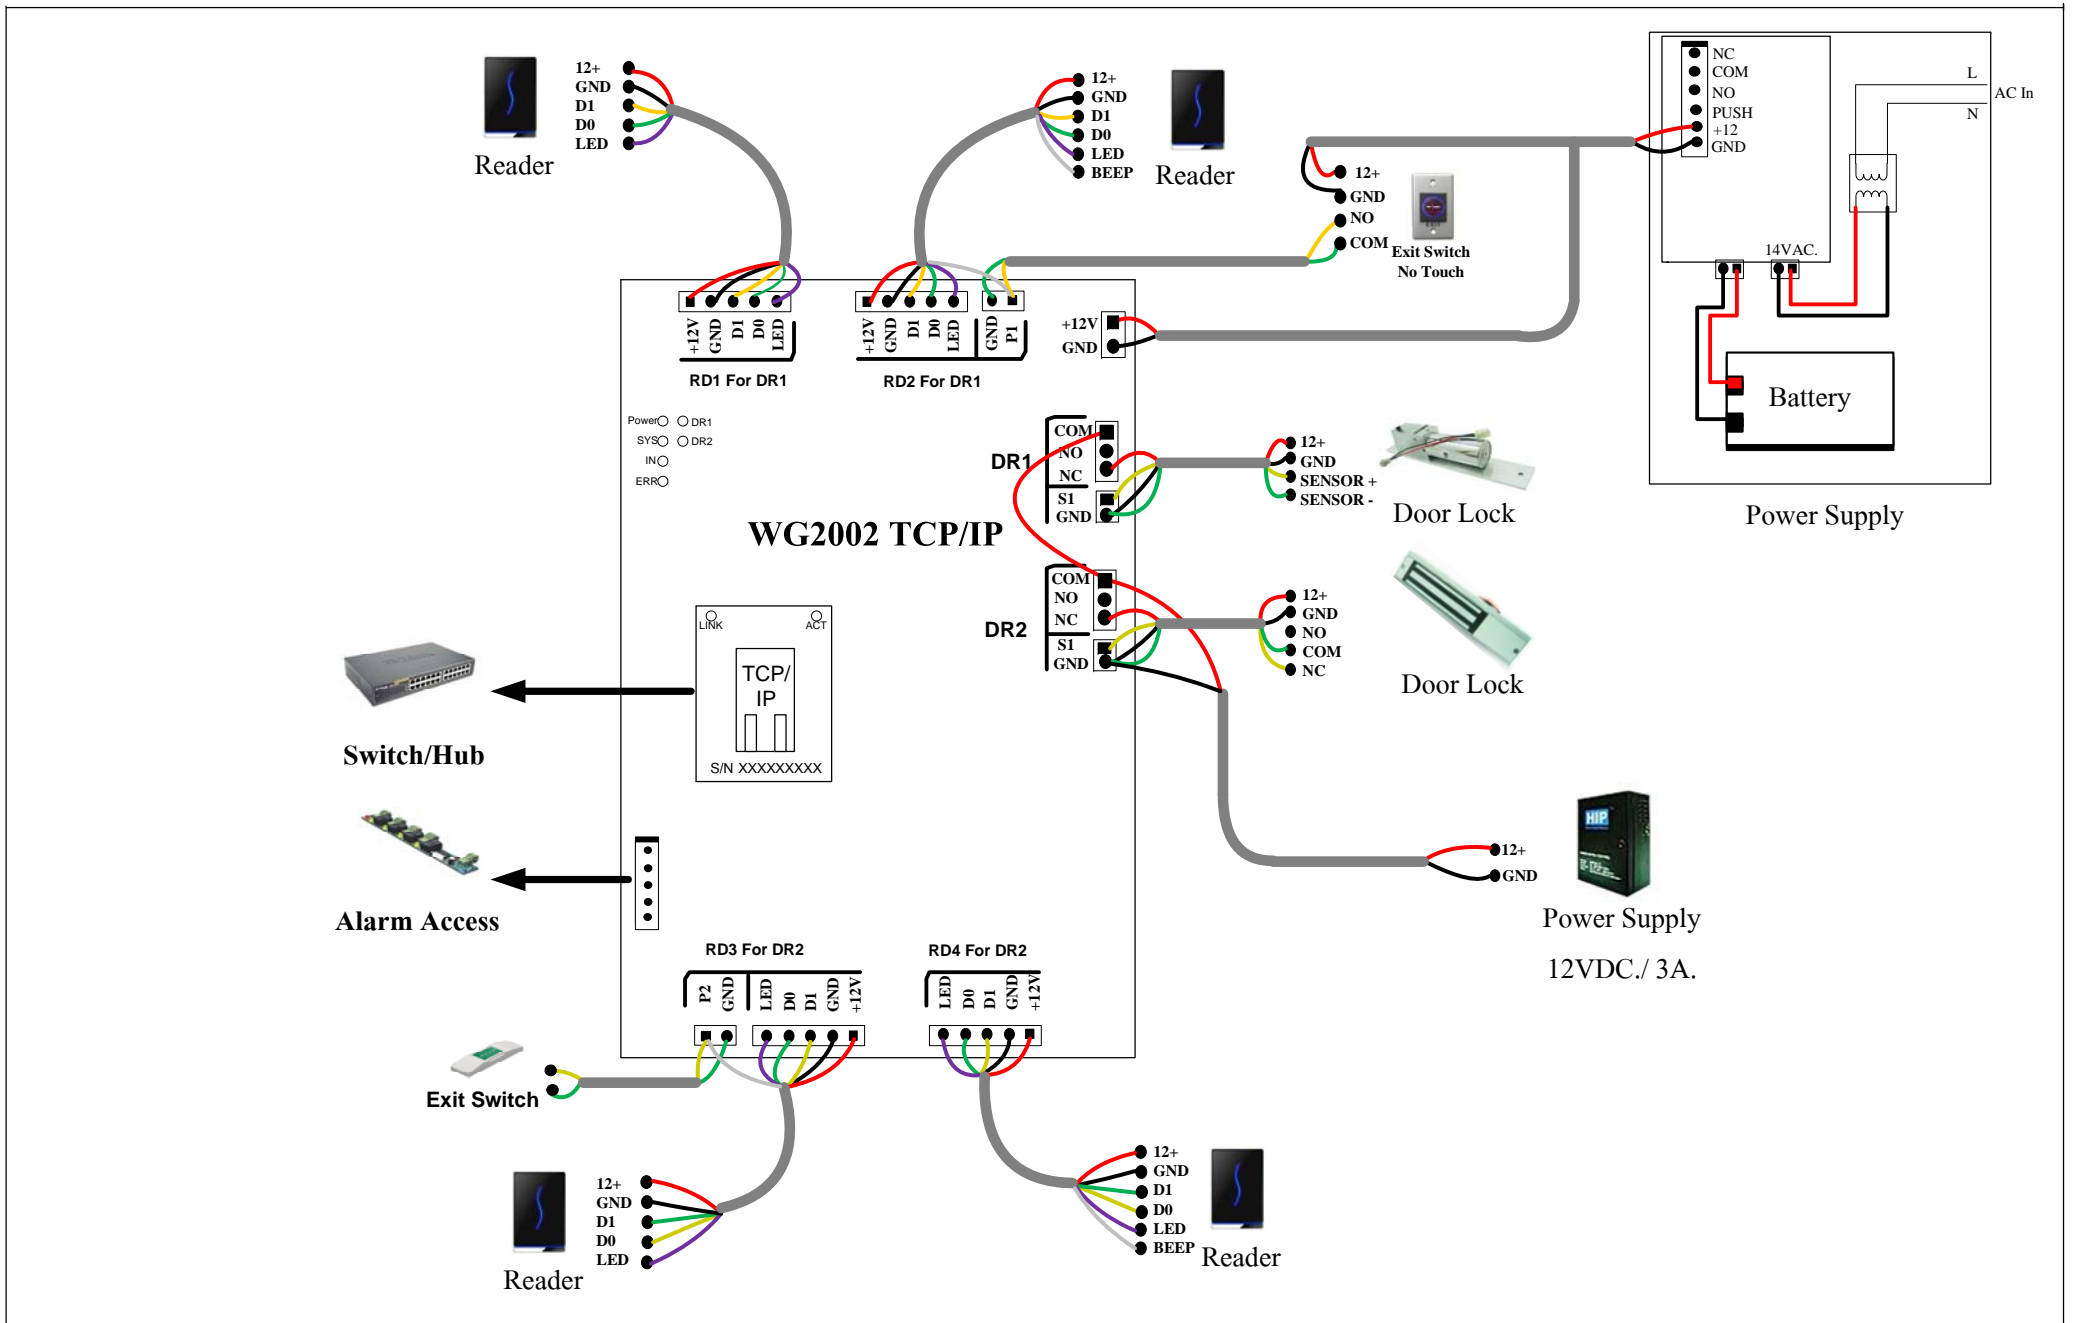 12+
GND
D1
D0
LED
Reader
12+
GND
D1
D0
LED
BEEP
Reader
12+
GND
NO
COM
Exit Switch
No Touch
NC
COM
NO
PUSH
+12
GND
L
N
AC In
14VAC.
Battery
Power Supply
+12V
GND
D1
D0
LED
RD1 For DR1
+12V
GND
D1
D0
LED
GND
P1
RD2 For DR1
+12V
GND
Power
DR1
SYS
DR2
IN
ERR
WG2002 TCP/IP
DR1
COM
NO
NC
S1
GND
12+
GND
SENSOR +
SENSOR -
Door Lock
DR2
COM
NO
NC
S1
GND
12+
GND
NO
COM
NC
Door Lock
LINK
ACT
TCP/
IP
S/N XXXXXXXXX
Switch/Hub
Alarm Access
12+
GND
HIP
Power Supply
12VDC./ 3A.
RD3 For DR2
P2
GND
LED
D0
D1
GND
+12V
RD4 For DR2
LED
D0
D1
GND
+12V
Exit Switch
12+
GND
D1
D0
LED
Reader
12+
GND
D1
D0
LED
BEEP
Reader